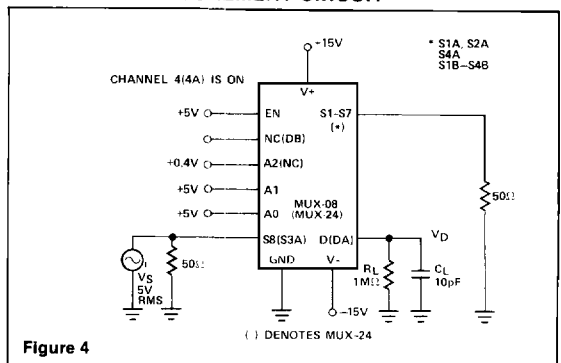 +15V
* S1A, S2A
S4A
S1B–S4B
CHANNEL 4(4A) IS ON
V+
+5V
EN
S1–S7
(*)
NC(DB)
+0.4V
A2(NC)
+5V
A1
MUX-08
(MUX-24)
+5V
A0
50Ω
S8(S3A)
D(DA)
VD
GND
V-
VS
5V
RMS
50Ω
RL
1MΩ
CL
10pF
–15V
( ) DENOTES MUX-24
Figure 4